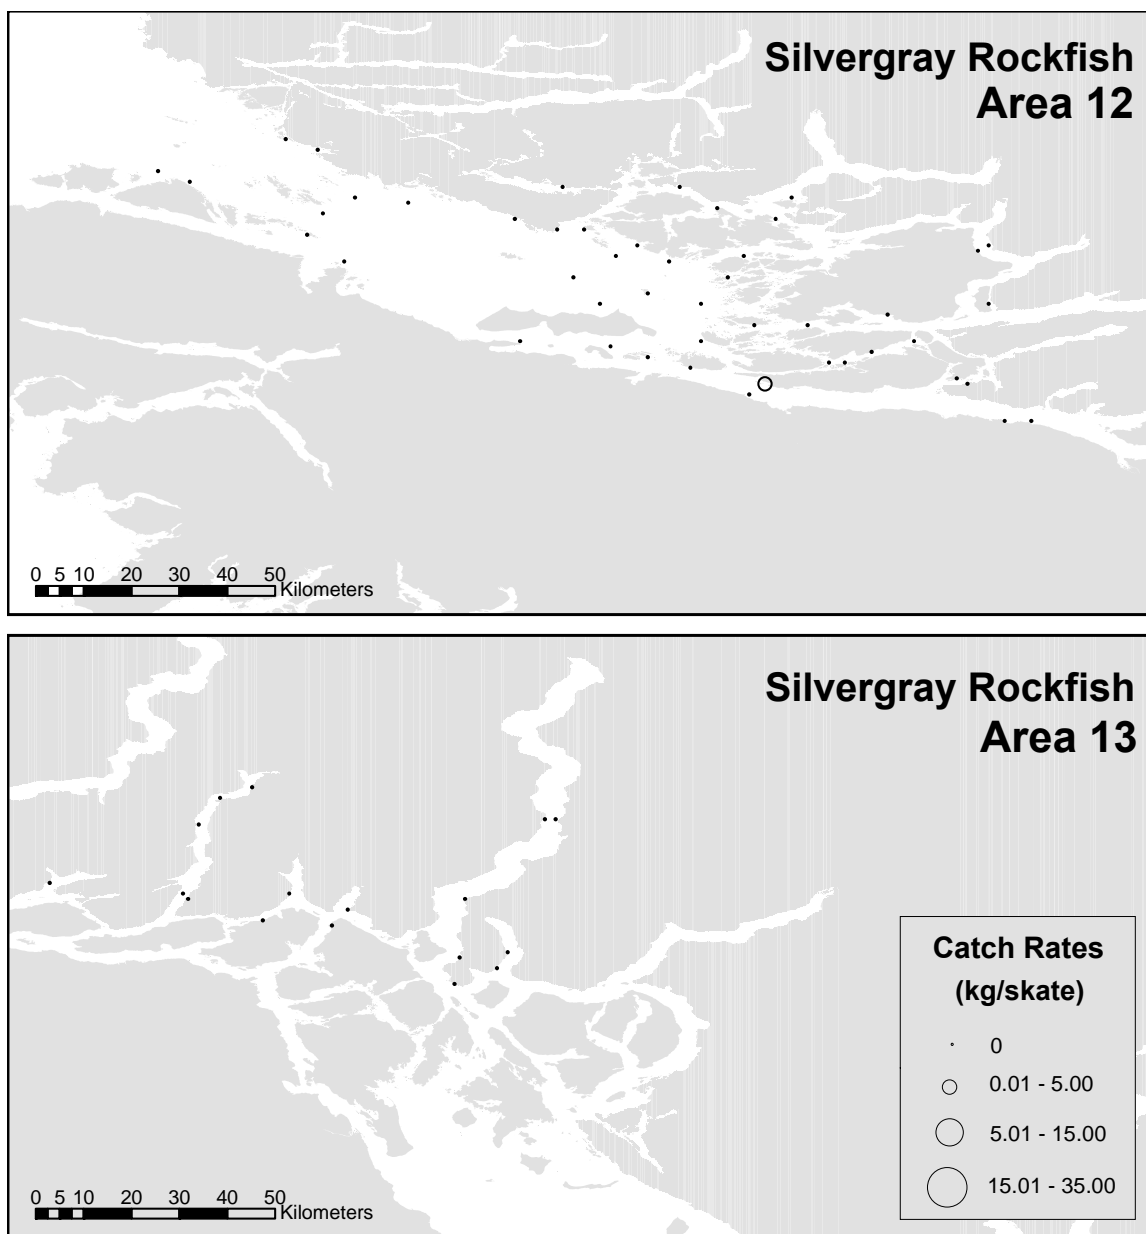 Silvergray Rockfish
Area 12
0 5 10 20 30 40 50
Kilometers
Silvergray Rockfish
Area 13
Catch Rates
(kg/skate)
0
0.01 - 5.00
5.01 - 15.00
15.01 - 35.00
0 5 10 20 30 40 50
Kilometers